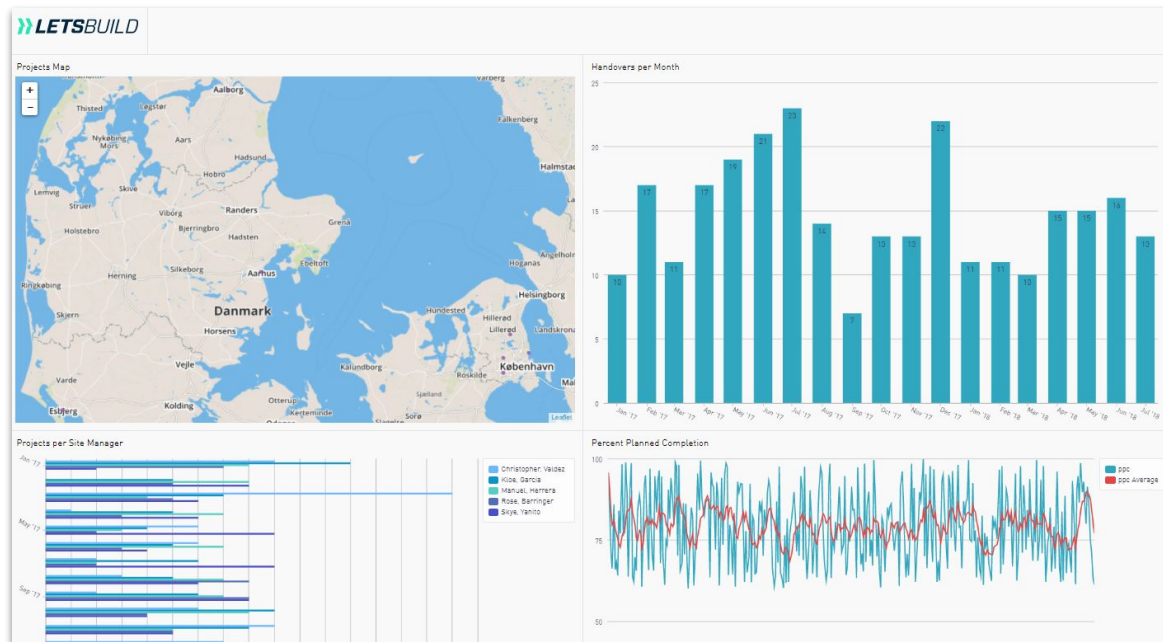 LETSBUILD
Projects Map
Handovers per Month
+
−
Aalborg
Varberg
Thisted
Løgstør
Falkenberg
Nykøbing Mors
Aars
Hadsund
Halmstad
Hobro
Lemvig
Skive
Struer
Viborg
Randers
Grenå
Holstebro
Bjerringbro
Hadsten
Ängelholm
Silkeborg
Aarhus
Ebeltoft
Höganäs
Herning
Ringkøbing
Helsingborg
Skjern
Danmark
Hundested
Hillerød
Lillerød
Landskrona
Horsens
Vejle
Kalundborg
København
Roskilde
Varde
Sjælland
Otterup
Kolding
Kerteminde
Sorø
Esbjerg
Leaflet
25
20
15
10
5
0
10
17
11
17
19
21
23
14
7
13
13
22
11
11
10
15
15
16
13
Jan '17
Feb '17
Mar '17
Apr '17
May '17
Jun '17
Jul '17
Aug '17
Sep '17
Oct '17
Nov '17
Dec '17
Jan '18
Feb '18
Mar '18
Apr '18
May '18
Jun '18
Jul '18
Projects per Site Manager
Jan '17
May '17
Sep '17
Christopher, Valdez
Kloe, Garcia
Manuel, Herrera
Rose, Barringer
Skye, Yanito
Percent Planned Completion
100
75
50
ppc
ppc Average